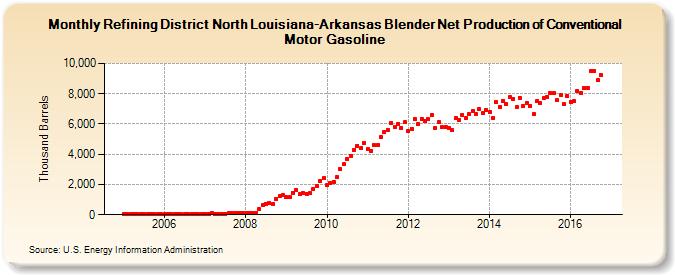 Monthly Refining District North Louisiana-Arkansas Blender Net Production of Conventional
Motor Gasoline
Thousand Barrels
10,000
8,000
6,000
4,000
2,000
0
2006 2008 2010 2012 2014 2016
Source: U.S. Energy Information Administration